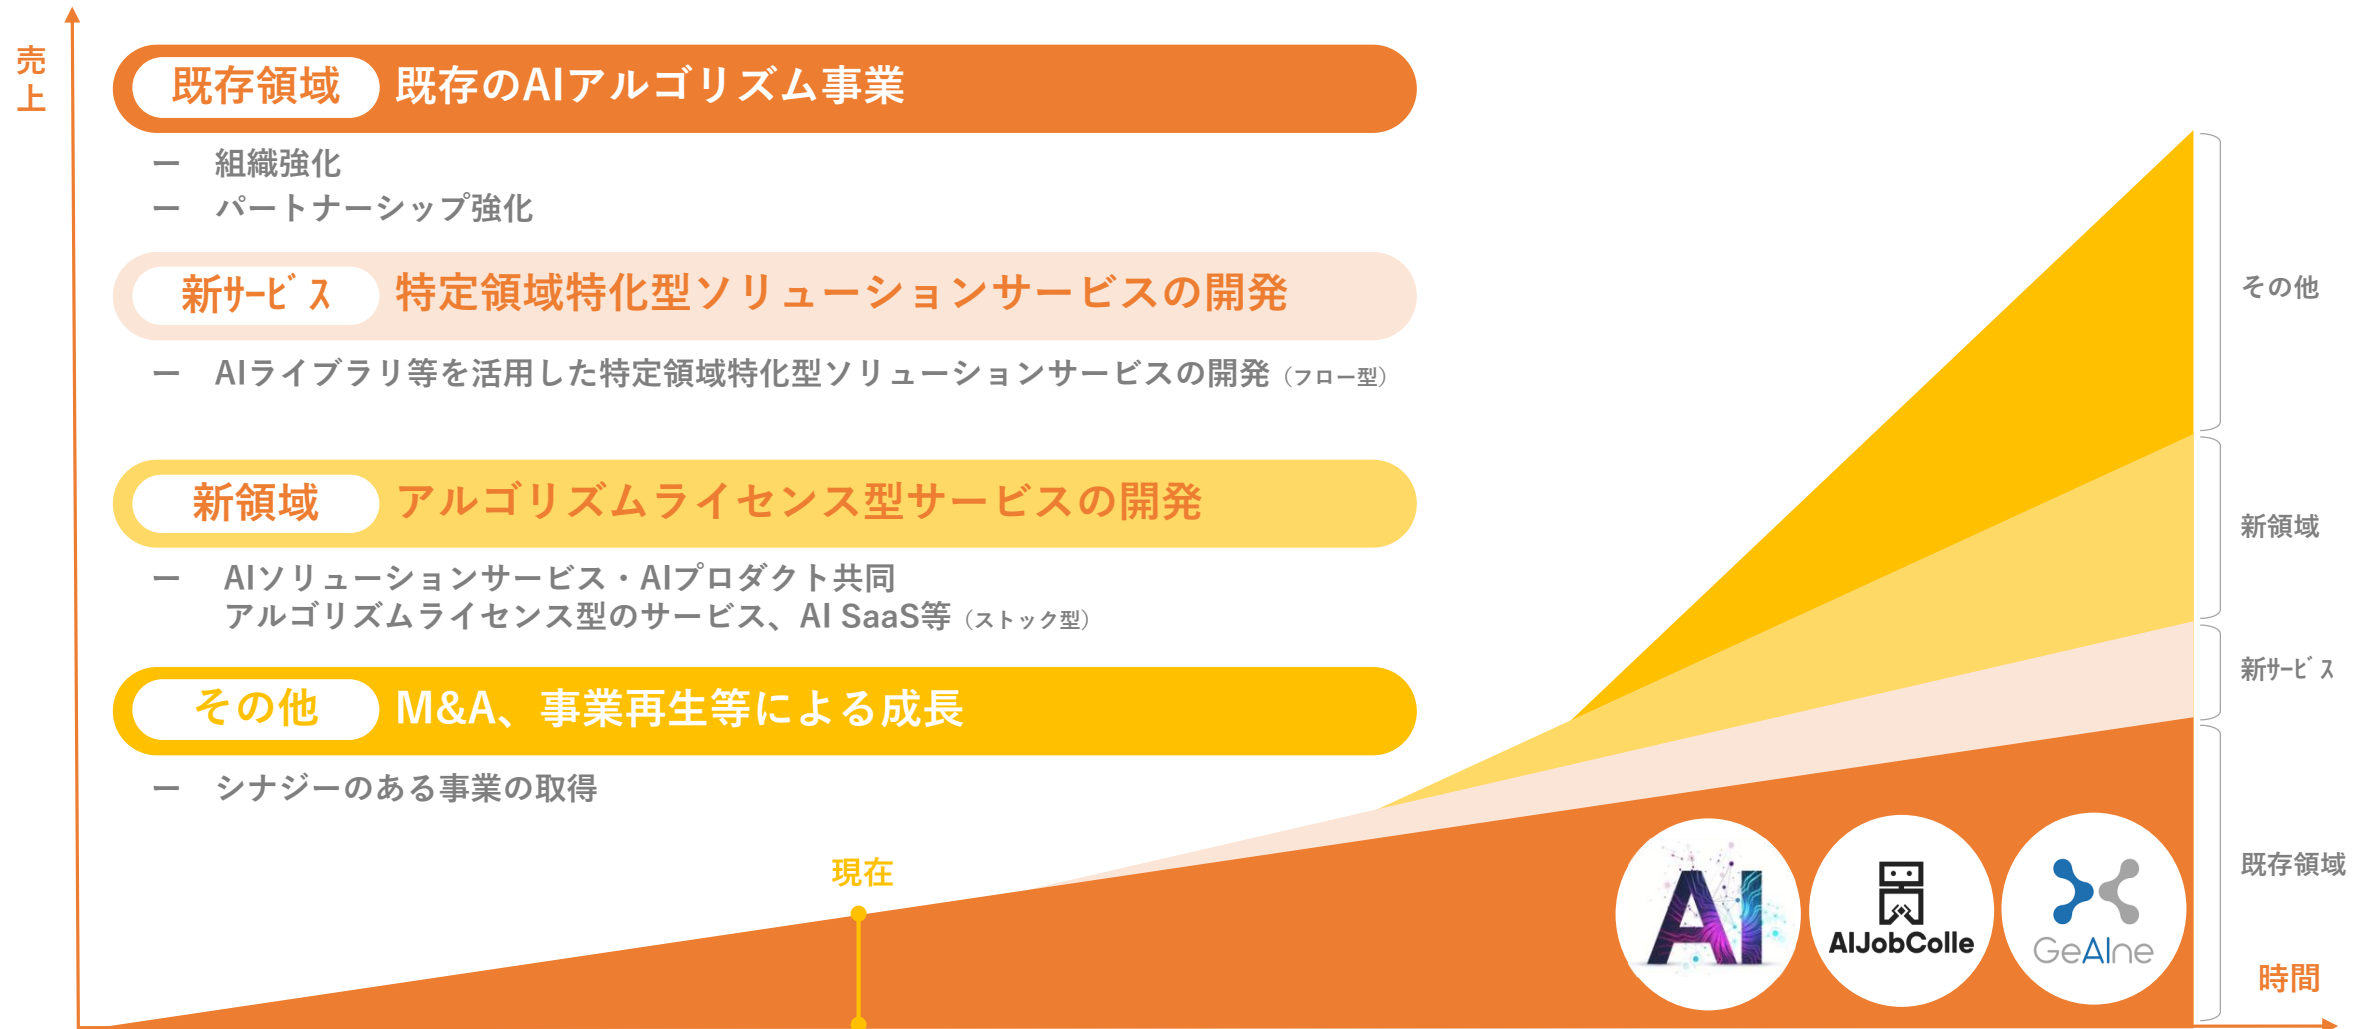 売上
既存領域 既存のAIアルゴリズム事業
ー 組織強化
ー パートナーシップ強化
新ｻｰﾋﾞｽ 特定領域特化型ソリューションサービスの開発
ー AIライブラリ等を活用した特定領域特化型ソリューションサービスの開発（フロー型）
新領域 アルゴリズムライセンス型サービスの開発
ー AIソリューションサービス・AIプロダクト共同
アルゴリズムライセンス型のサービス、AI SaaS等（ストック型）
その他 M&A、事業再生等による成長
ー シナジーのある事業の取得
現在
その他
新領域
新ｻｰﾋﾞｽ
既存領域
AI
AIJobColle
GeAIne
時間